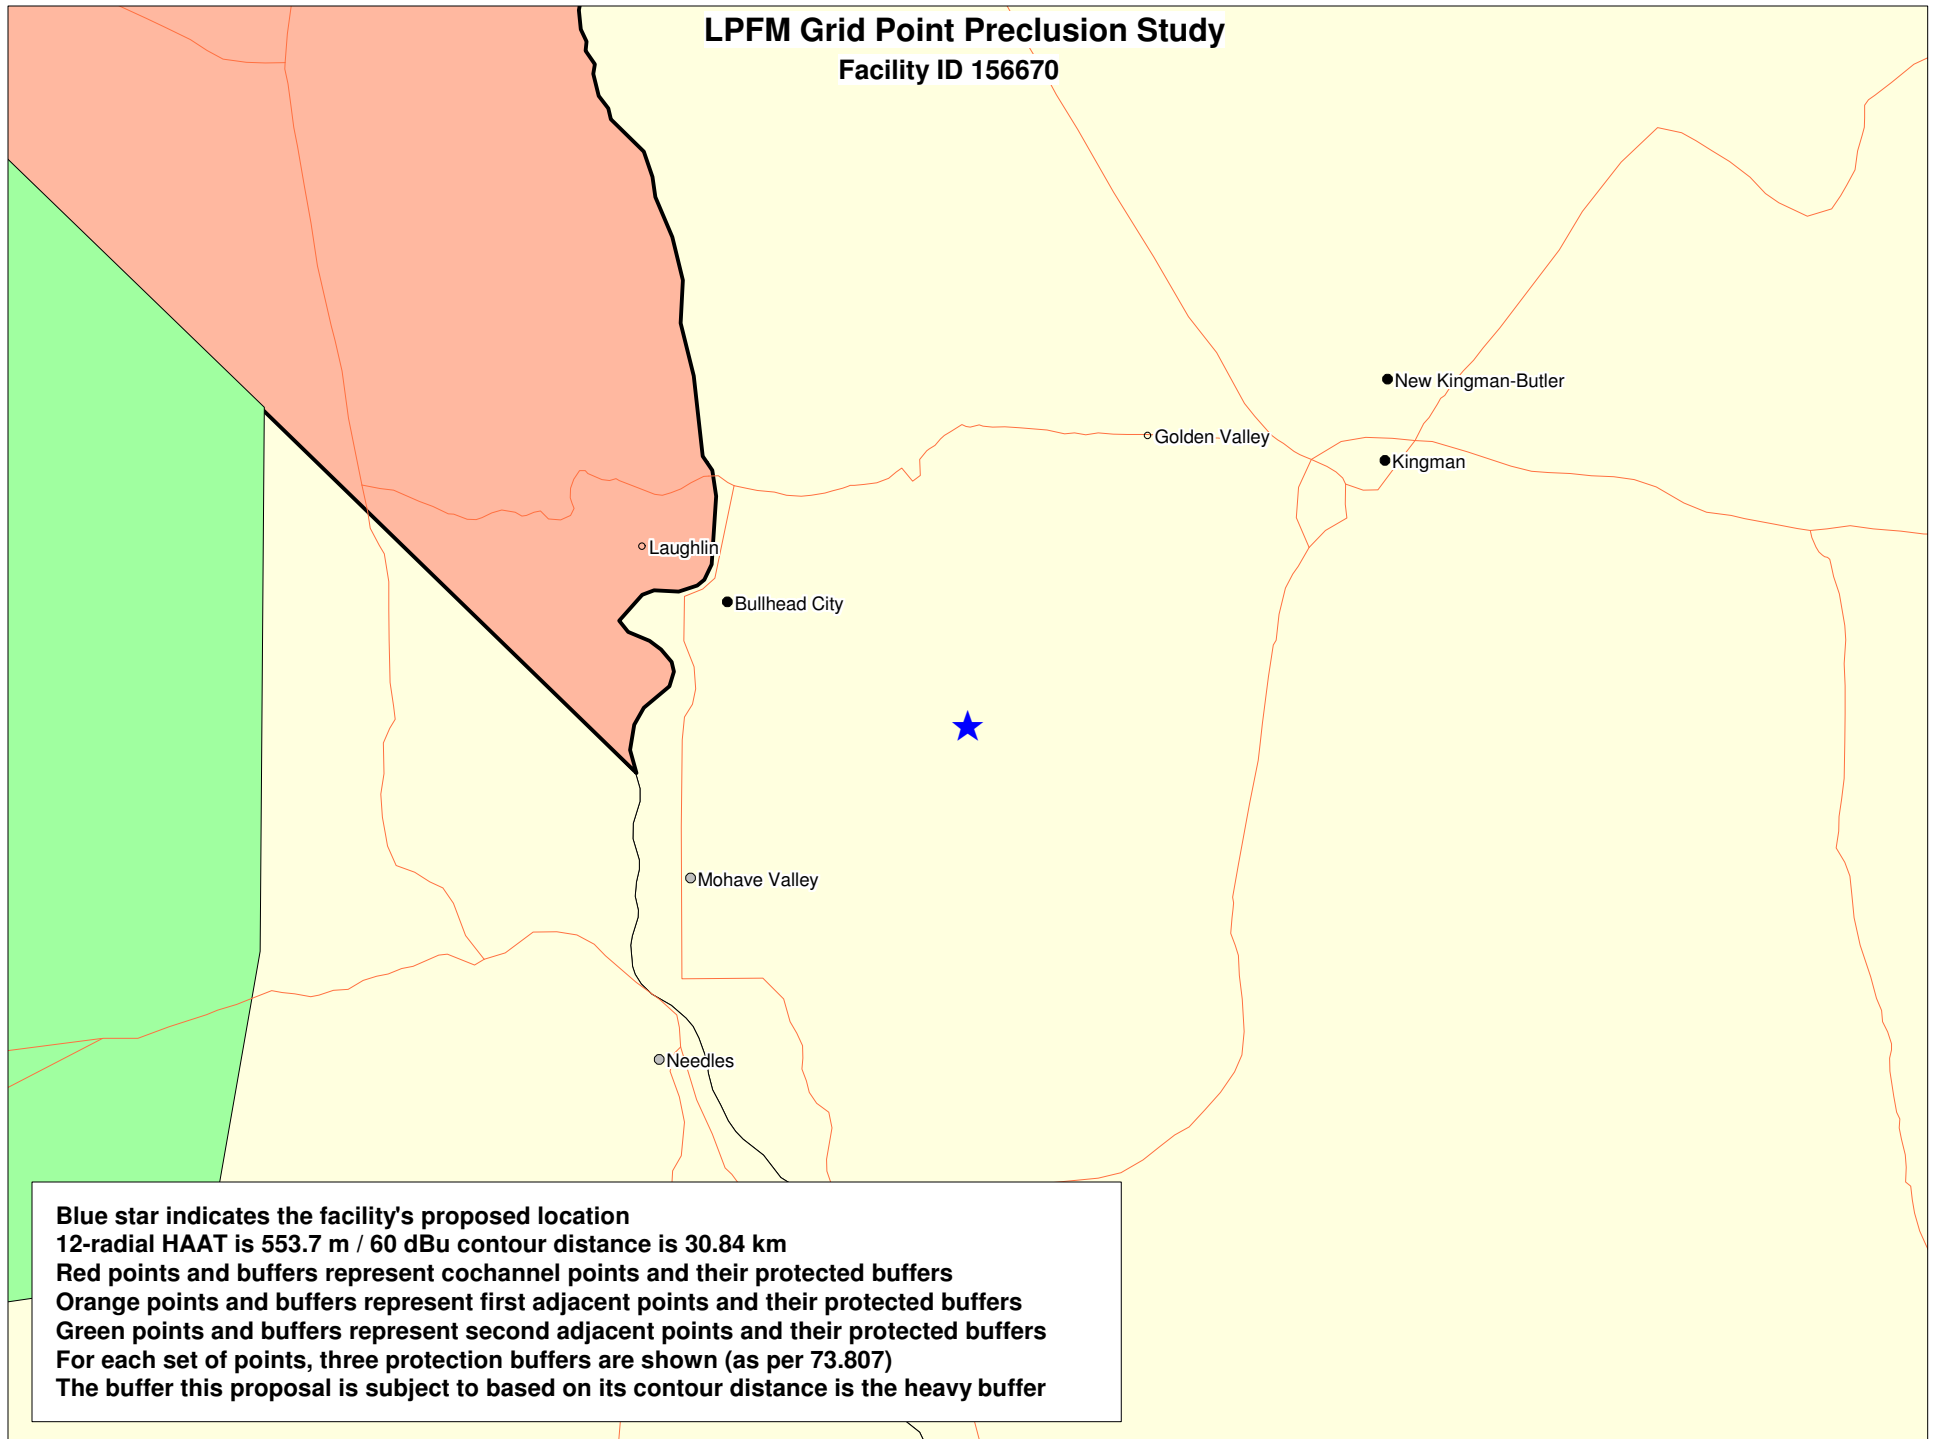 LPFM Grid Point Preclusion Study
Facility ID 156670
New Kingman-Butler
Golden Valley
Kingman
Laughlin
Bullhead City
Mohave Valley
Needles
Blue star indicates the facility's proposed location
12-radial HAAT is 553.7 m / 60 dBu contour distance is 30.84 km
Red points and buffers represent cochannel points and their protected buffers
Orange points and buffers represent first adjacent points and their protected buffers
Green points and buffers represent second adjacent points and their protected buffers
For each set of points, three protection buffers are shown (as per 73.807)
The buffer this proposal is subject to based on its contour distance is the heavy buffer